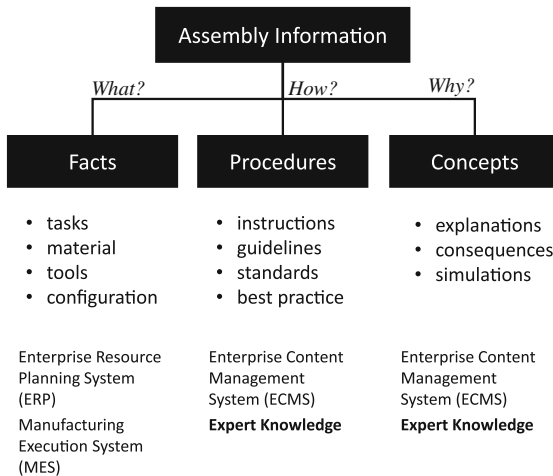 Assembly Information
What?
How?
Why?
Facts
Procedures
Concepts
• tasks
• material
• tools
• configuration
• instructions
• guidelines
• standards
• best practice
• explanations
• consequences
• simulations
Enterprise Resource
Planning System
(ERP)
Manufacturing
Execution System
(MES)
Enterprise Content
Management
System (ECMS)
Expert Knowledge
Enterprise Content
Management
System (ECMS)
Expert Knowledge